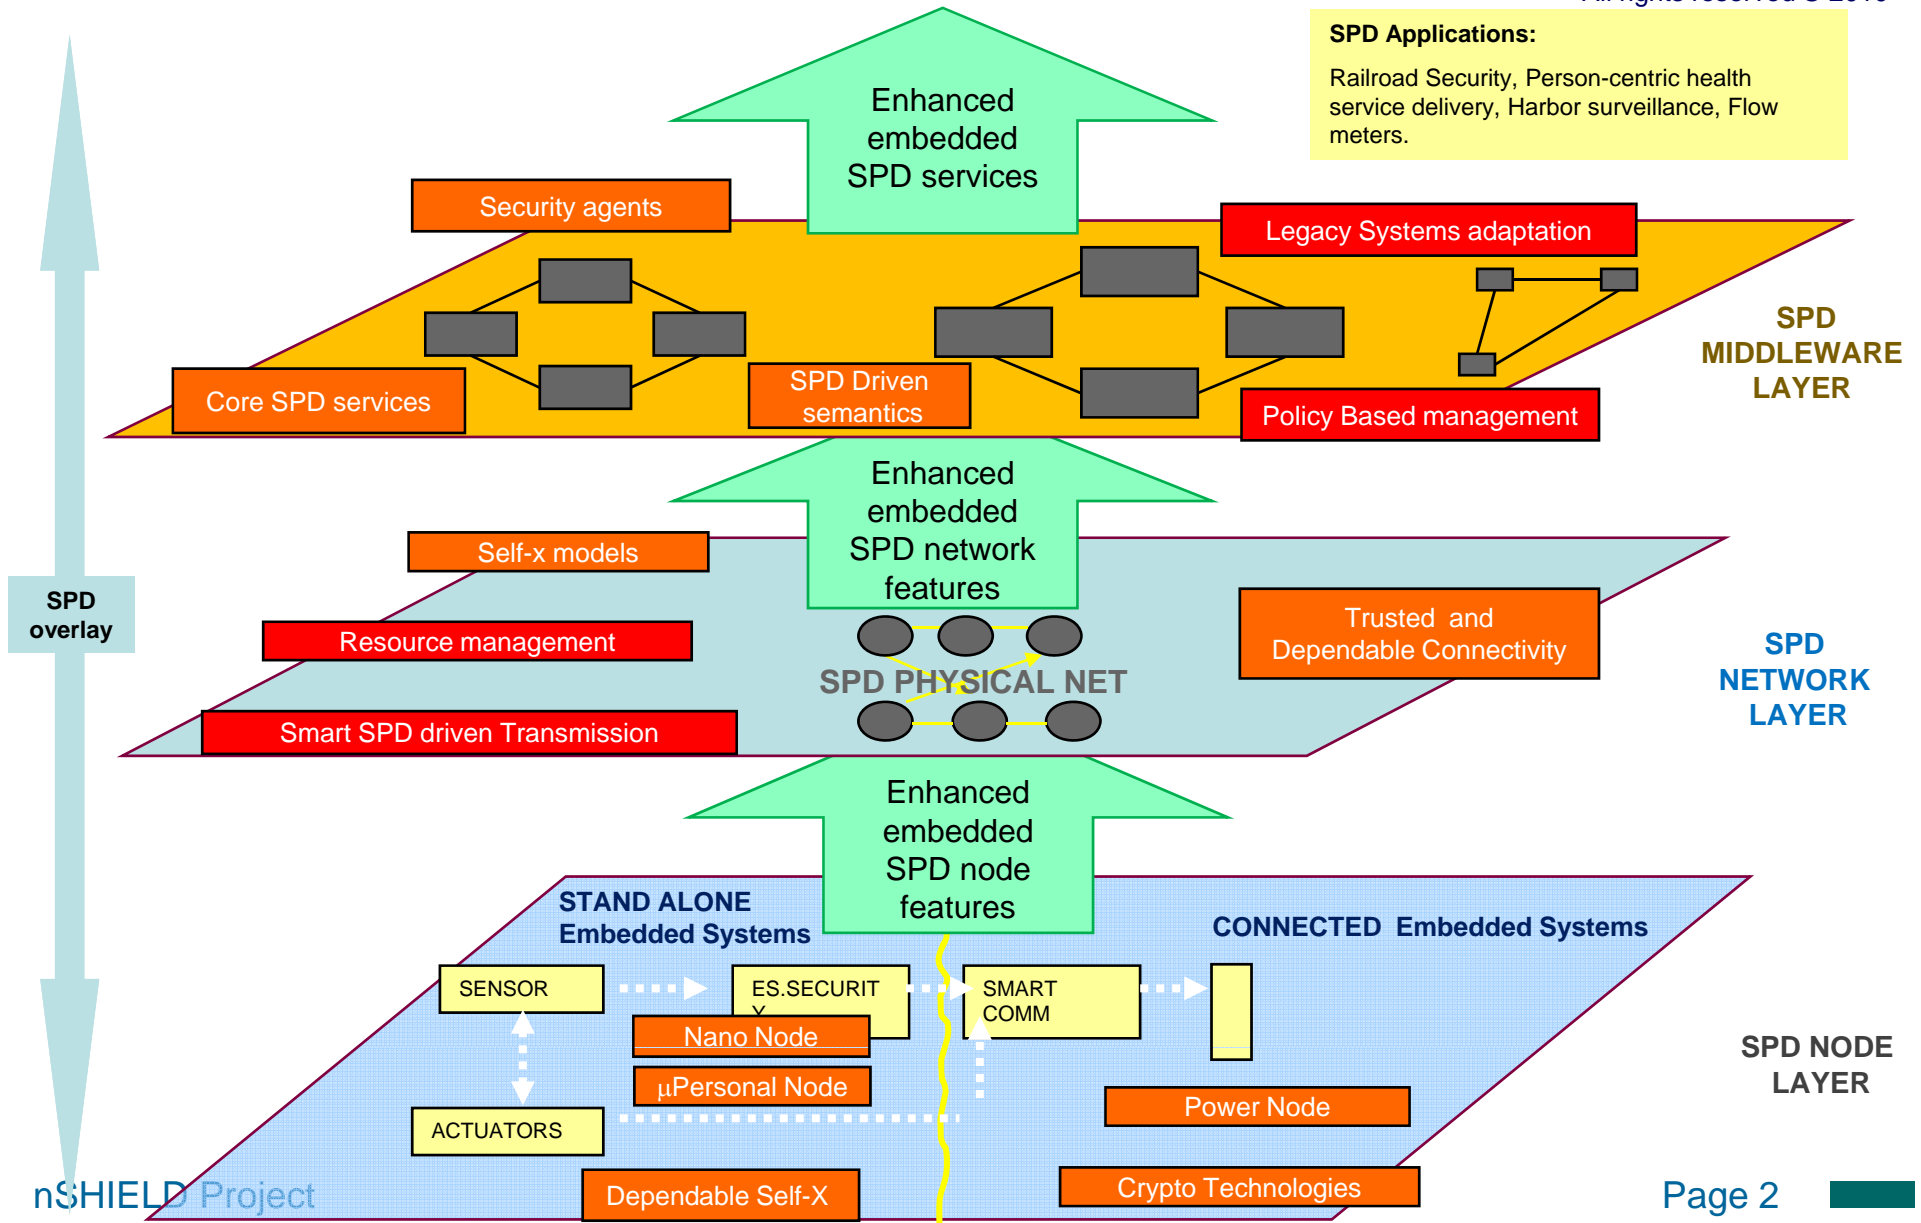 SPD Applications:
Railroad Security, Person-centric health
service delivery, Harbor surveillance, Flow
meters.
Enhanced
embedded
SPD services
Security agents
Legacy Systems adaptation
SPD
MIDDLEWARE
LAYER
Core SPD services
SPD Driven
semantics
Policy Based management
Enhanced
embedded
SPD network
features
Self-x models
SPD
overlay
Resource management
Trusted and
Dependable Connectivity
SPD
NETWORK
LAYER
SPD PHYSICAL NET
Smart SPD driven Transmission
Enhanced
embedded
SPD node
features
STAND ALONE
Embedded Systems
CONNECTED Embedded Systems
SENSOR
ES.SECURIT
Y
SMART
COMM
Nano Node
µPersonal Node
Power Node
SPD NODE
LAYER
ACTUATORS
Dependable Self-X
Crypto Technologies
nSHIELD Project
Page 2